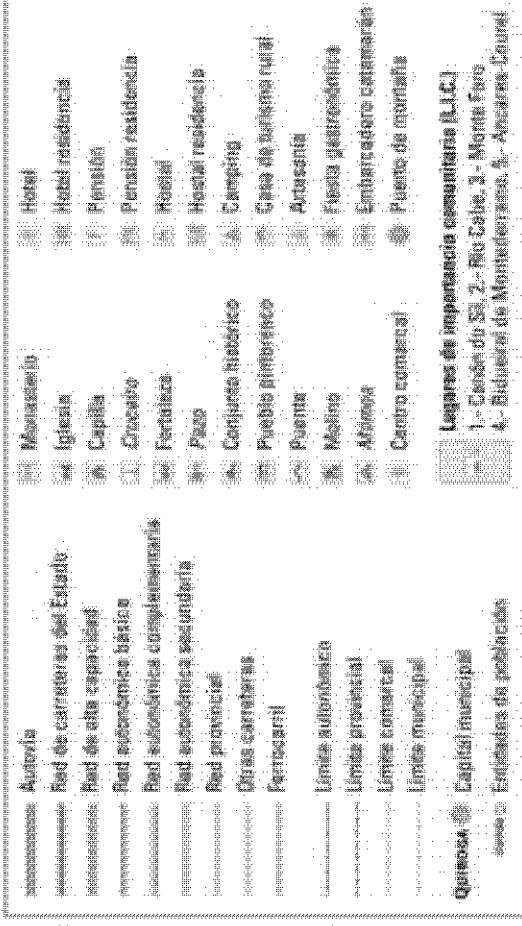 Autovía
Red de carreteras del Estado
Red de alta capacidad
Red autonómica básica
Red autonómica complementaria
Red autonómica secundaria
Red provincial
Otras carreteras
Ferrocarril
Límite autonómico
Límite provincial
Límite comarcal
Límite municipal
Quiroga Capital municipal
Entidades de población
Monasterio
Iglesia
Capilla
Crucero
Fortaleza
Pazo
Conjunto histórico
Pueblo pintoresco
Puente
Molino
Centro comarcal
Hotel
Hotel residencia
Pensión
Pensión residencia
Hostal
Hostal residencia
Camping
Casa de turismo rural
Artesanía
Fiesta gastronómica
Embarcadero catamarán
Puerto de montaña
Lugares de importancia comunitaria (L.I.C.)
1.- Canón do Sil, 2.- Río Cabe, 3.- Monte Faro
4.- Bidueiral de Montederramo, 5.- Ancares-Courel